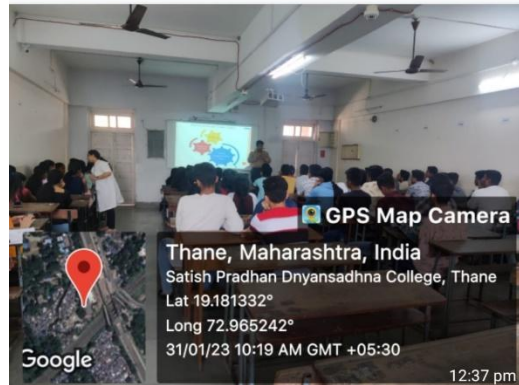 GPS Map Camera
Thane, Maharashtra, India
Satish Pradhan Dnyansadhna College, Thane
Lat 19.181332°
Long 72.965242°
31/01/23 10:19 AM GMT +05:30
Google
12:37 pm